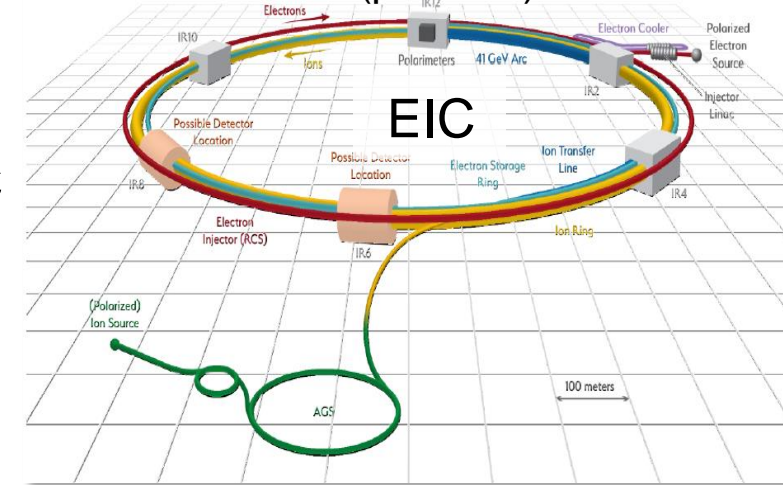 IR12
Electrons
IR10
Electron Cooler
Polarized
Electron
Source
Ions
Polarimeters
41 GeV Arc
IR2
Injector
Linac
EIC
Possible Detector
Location
Possible Detector
Location
Ion Transfer
Line
Electron Storage
Ring
IR8
IR4
Electron
Injector (RCS)
Ion Ring
IR6
(Polarized)
Ion Source
100 meters
AGS